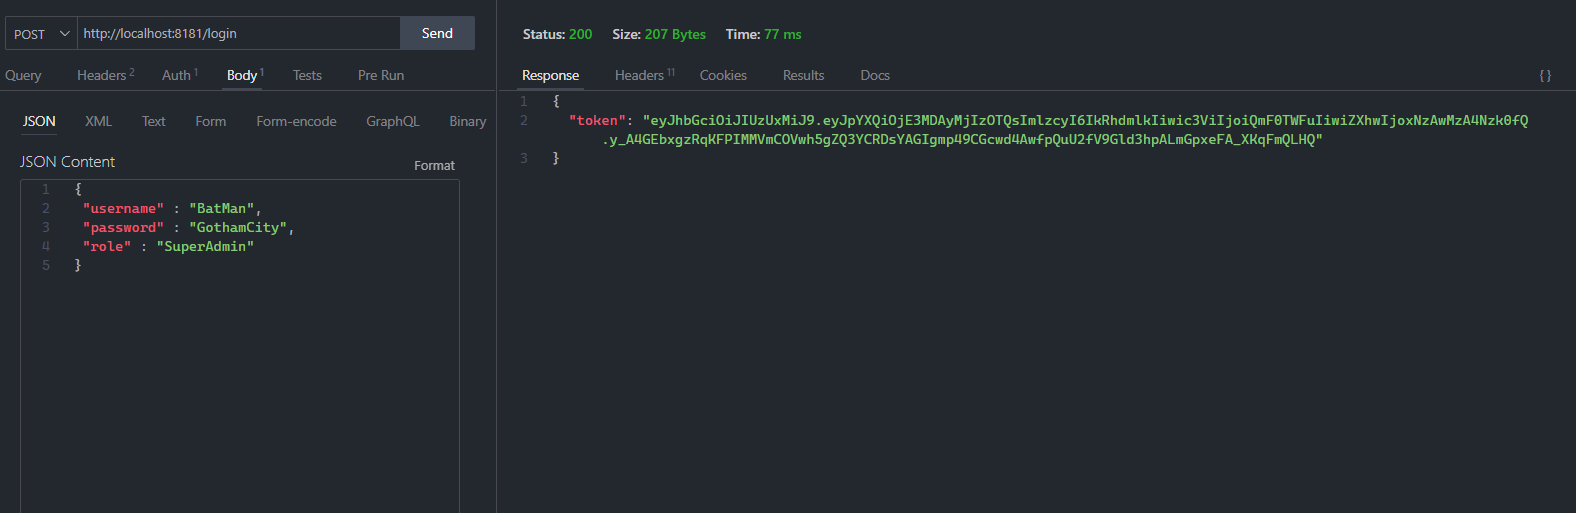 POST http://localhost:8181/login Send
Query Headers 2 Auth 1 Body 1 Tests Pre Run
JSON XML Text Form Form-encode GraphQL Binary
JSON Content
Format
1 {
2 "username" : "BatMan",
3 "password" : "GothamCity",
4 "role" : "SuperAdmin"
5 }
Status: 200 Size: 207 Bytes Time: 77 ms
Response Headers 11 Cookies Results Docs { }
1 {
2 "token": "eyJhbGciOiJIUzUxMiJ9.eyJpYXQiOjE3MDAyMjIzOTQsImlzcyI6IkRhdmlkIiwic3ViIjoiQmF0TWFuIiwiZXhwIjoxNzAwMzA4Nzk0fQ
.y_A4GEbxgzRqKFPIMMVmCOVwh5gZQ3YCRDsYAGIgmp49CGcwd4AwfpQuU2fV9Gld3hpALmGpxeFA_XKqFmQLHQ"
3 }